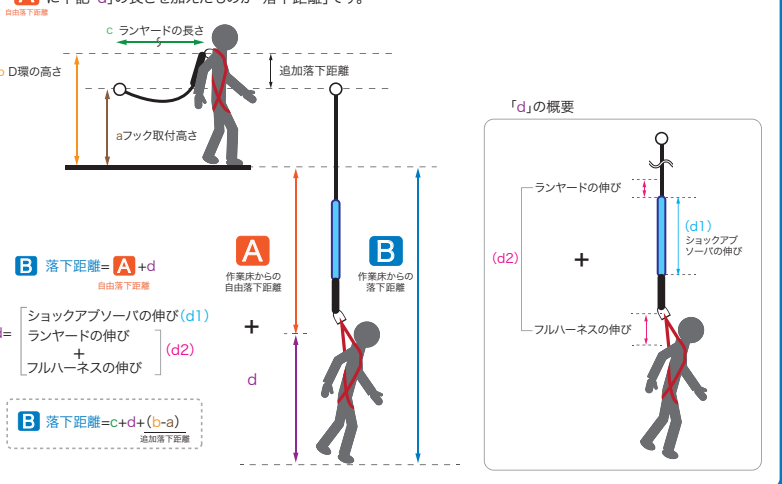 A に下記「d」の長さを加えたものが「落下距離」です。
自由落下距離
c ランヤードの長さ
b D環の高さ
追加落下距離
aフック取付高さ
B 落下距離=A+d
自由落下距離
d=
ショックアブソーバの伸び(d1)
ランヤードの伸び
+
フルハーネスの伸び
(d2)
B 落下距離=c+d+(b-a)
追加落下距離
A
作業床からの
自由落下距離
+
d
B
作業床からの
落下距離
「d」の概要
ランヤードの伸び
(d1)
ショックアブ
ソーバの伸び
(d2)
+
フルハーネスの伸び